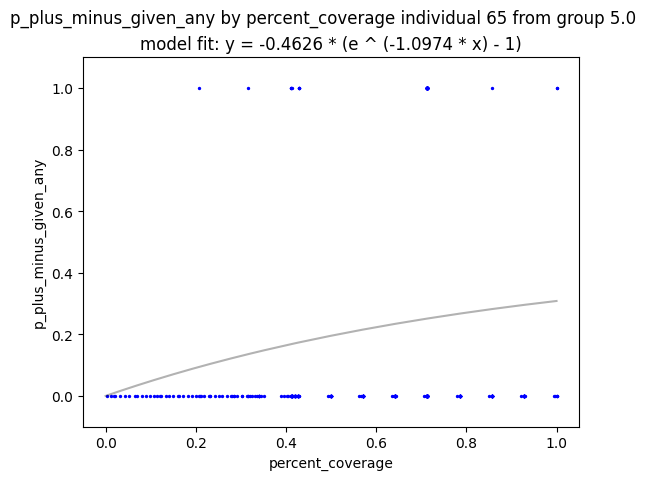 p_plus_minus_given_any by percent_coverage individual 65 from group 5.0
model fit: y = -0.4626 * (e ^ (-1.0974 * x) - 1)
1.0
0.8
0.6
0.4
0.2
0.0
p_plus_minus_given_any
0.0 0.2 0.4 0.6 0.8 1.0
percent_coverage